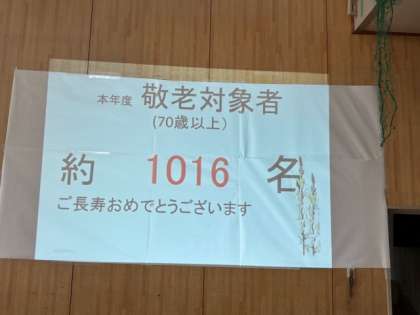 本年度 敬老対象者
(70歳以上)
約 1016 名
ご長寿おめでとうございます